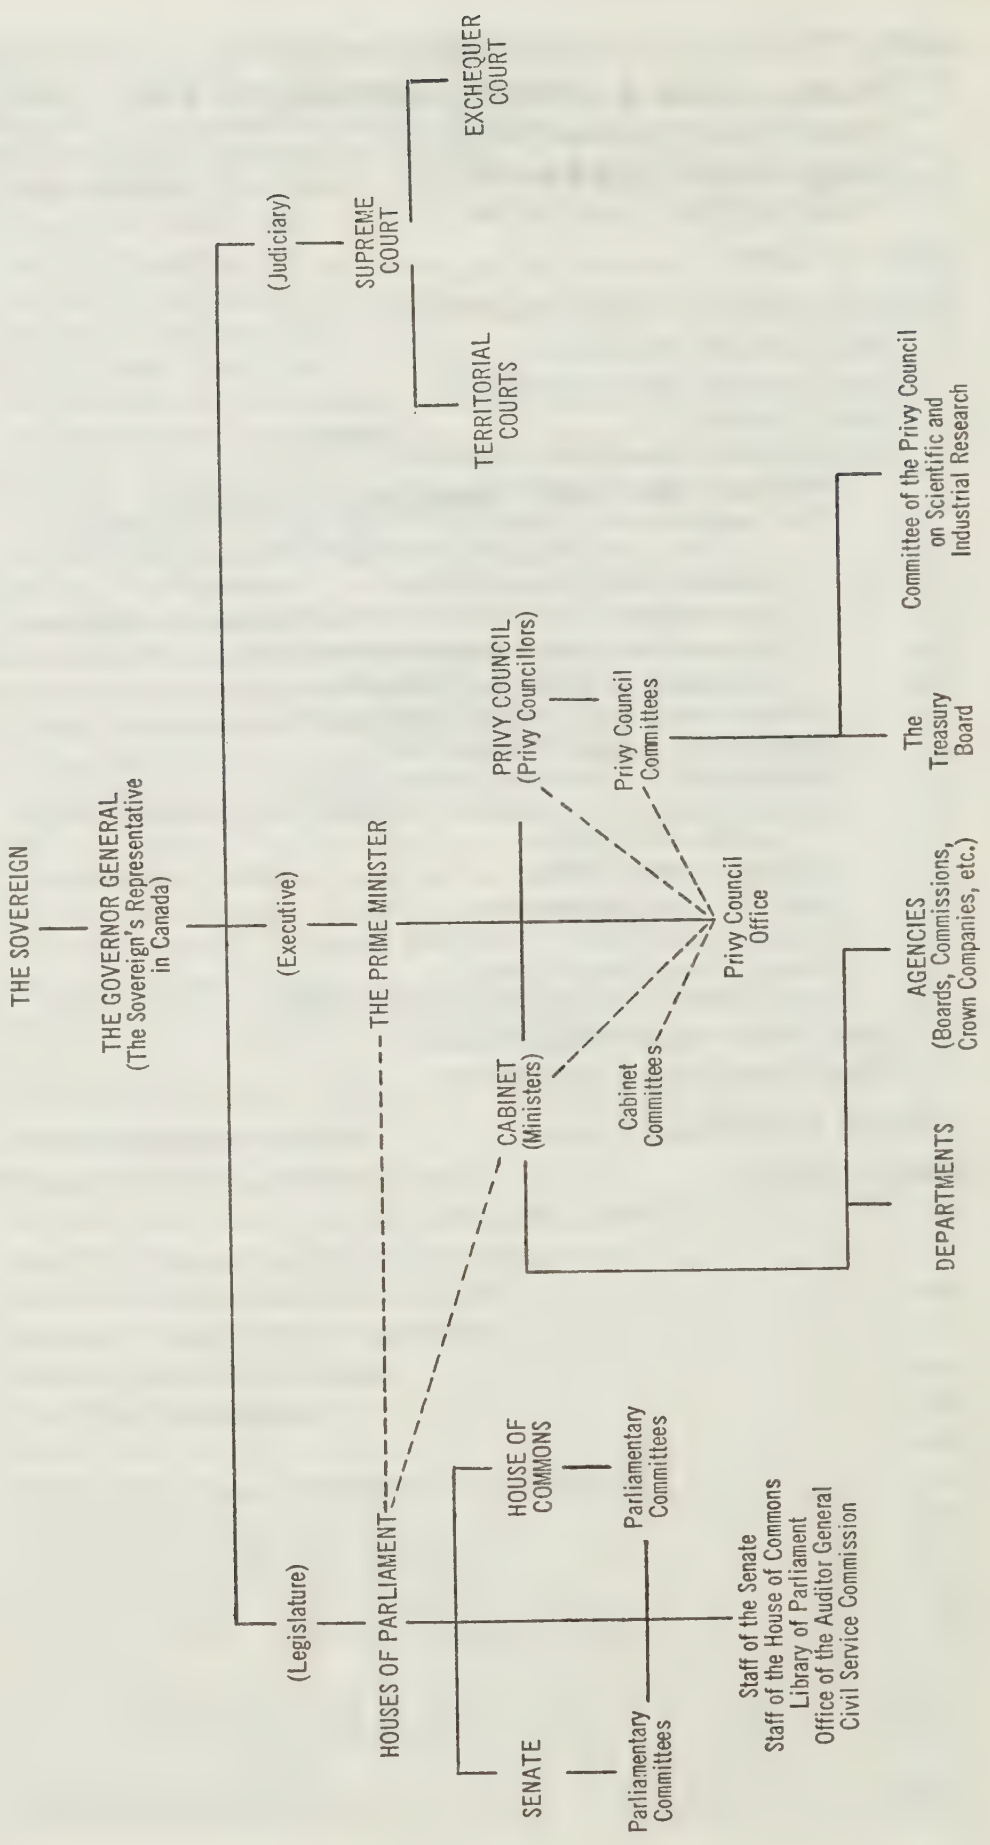 THE SOVEREIGN
THE GOVERNOR GENERAL
(The Sovereign's Representative
in Canada)
(Legislature)
(Executive)
(Judiciary)
HOUSES OF PARLIAMENT
THE PRIME MINISTER
SUPREME
COURT
SENATE
HOUSE OF
COMMONS
CABINET
(Ministers)
PRIVY COUNCIL
(Privy Councillors)
TERRITORIAL
COURTS
EXCHEQUER
COURT
Parliamentary
Committees
Parliamentary
Committees
Cabinet
Committees
Privy Council
Committees
Privy Council
Office
Staff of the Senate
Staff of the House of Commons
Library of Parliament
Office of the Auditor General
Civil Service Commission
DEPARTMENTS
AGENCIES
(Boards, Commissions,
Crown Companies, etc.)
The
Treasury
Board
Committee of the Privy Council
on Scientific and
Industrial Research